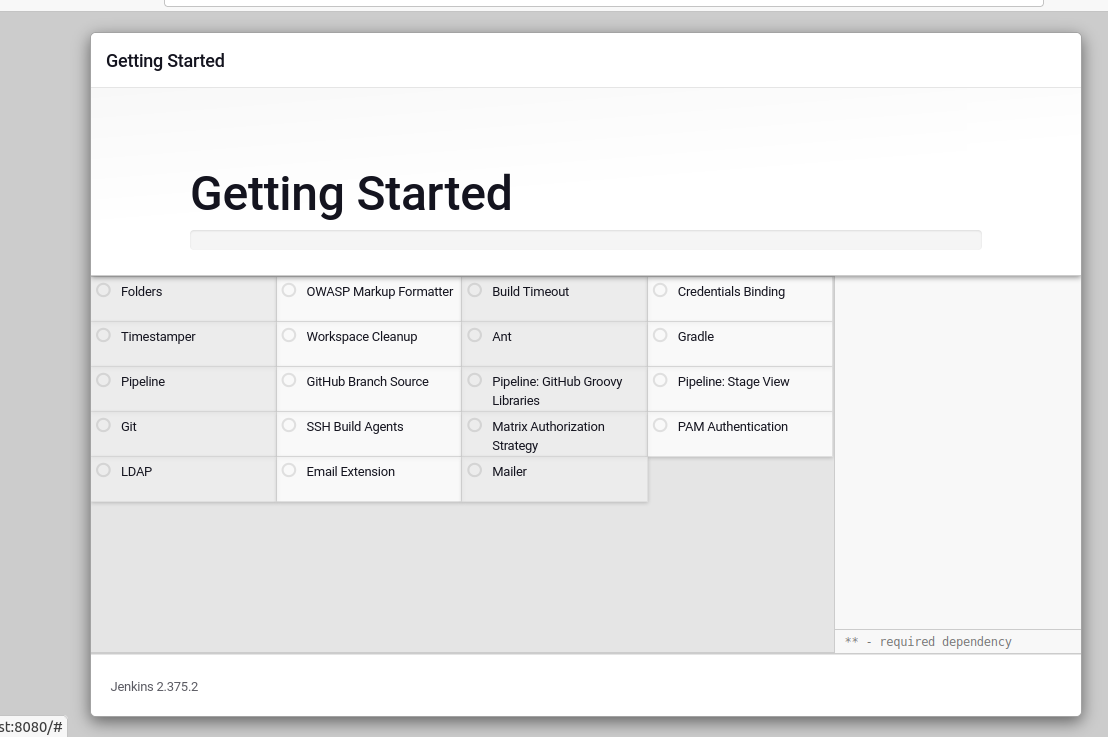 Getting Started
Getting Started
Folders
OWASP Markup Formatter
Build Timeout
Credentials Binding
Timestamper
Workspace Cleanup
Ant
Gradle
Pipeline
GitHub Branch Source
Pipeline: GitHub Groovy
Libraries
Pipeline: Stage View
Git
SSH Build Agents
Matrix Authorization
Strategy
PAM Authentication
LDAP
Email Extension
Mailer
** - required dependency
Jenkins 2.375.2
st:8080/#